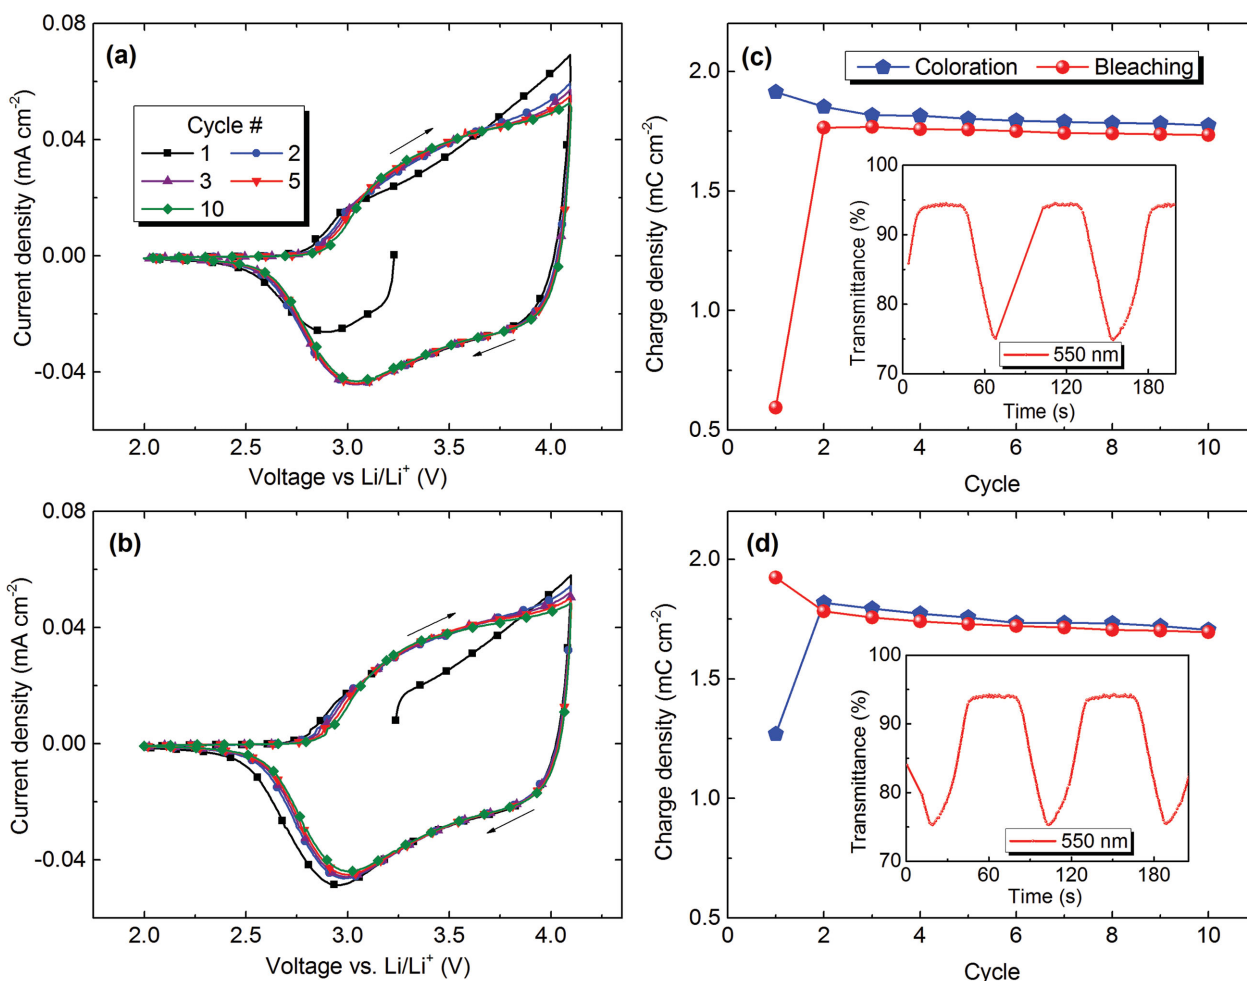 (a)
0.08
0.04
0.00
-0.04
Current density (mA cm⁻²)
Cycle #
1 2
3 5
10
2.0 2.5 3.0 3.5 4.0
Voltage vs Li/Li⁺ (V)
(c)
Coloration Bleaching
2.0
1.5
1.0
0.5
Charge density (mC cm⁻²)
100
90
80
70
Transmittance (%)
550 nm
0 60 120 180
Time (s)
0 2 4 6 8 10
Cycle
(b)
0.08
0.04
0.00
-0.04
Current density (mA cm⁻²)
2.0 2.5 3.0 3.5 4.0
Voltage vs. Li/Li⁺ (V)
(d)
2.0
1.5
1.0
0.5
Charge density (mC cm⁻²)
100
90
80
70
Transmittance (%)
550 nm
0 60 120 180
Time (s)
0 2 4 6 8 10
Cycle